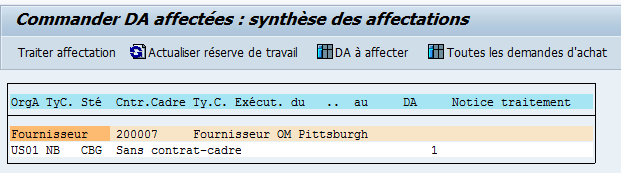 Commander DA affectées : synthèse des affectations
Traiter affectation Actualiser réserve de travail DA à affecter Toutes les demandes d'achat
OrgA TyC. Sté Cntr.Cadre Ty.C. Exécut. du .. au DA Notice traitement
Fournisseur 200007 Fournisseur OM Pittsburgh
US01 NB CBG Sans contrat-cadre 1